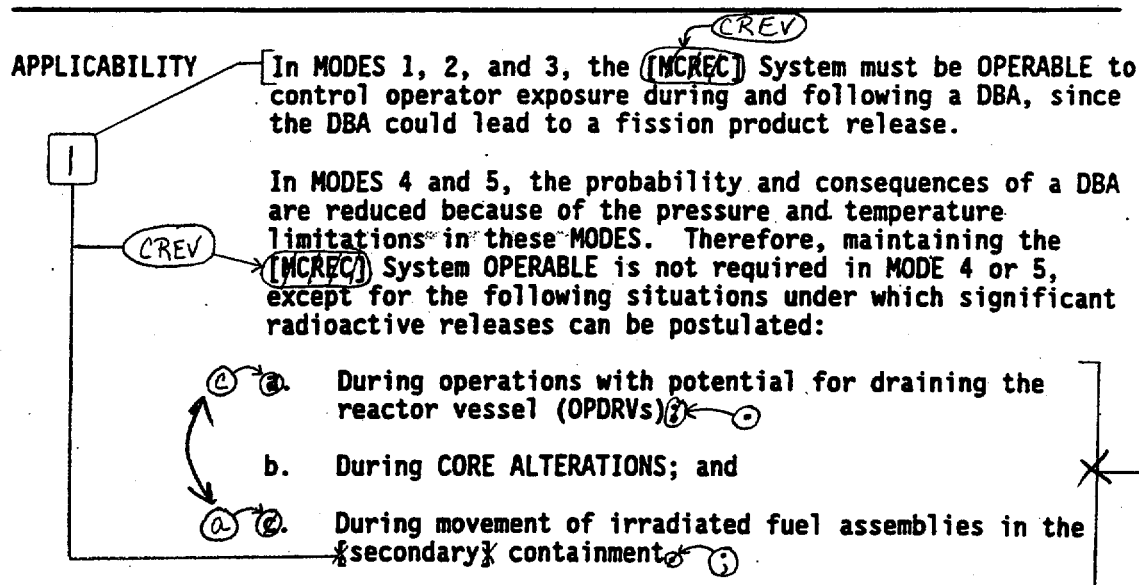 CREV
APPLICABILITY [In MODES 1, 2, and 3, the [MCREC] System must be OPERABLE to
control operator exposure during and following a DBA, since
the DBA could lead to a fission product release.
1
In MODES 4 and 5, the probability and consequences of a DBA
are reduced because of the pressure and temperature
limitations in these MODES. Therefore, maintaining the
CREV [MCREC] System OPERABLE is not required in MODE 4 or 5,
except for the following situations under which significant
radioactive releases can be postulated:
c a. During operations with potential for draining the
reactor vessel (OPDRVs); .
b. During CORE ALTERATIONS; and
a c. During movement of irradiated fuel assemblies in the
[secondary] containment. ;